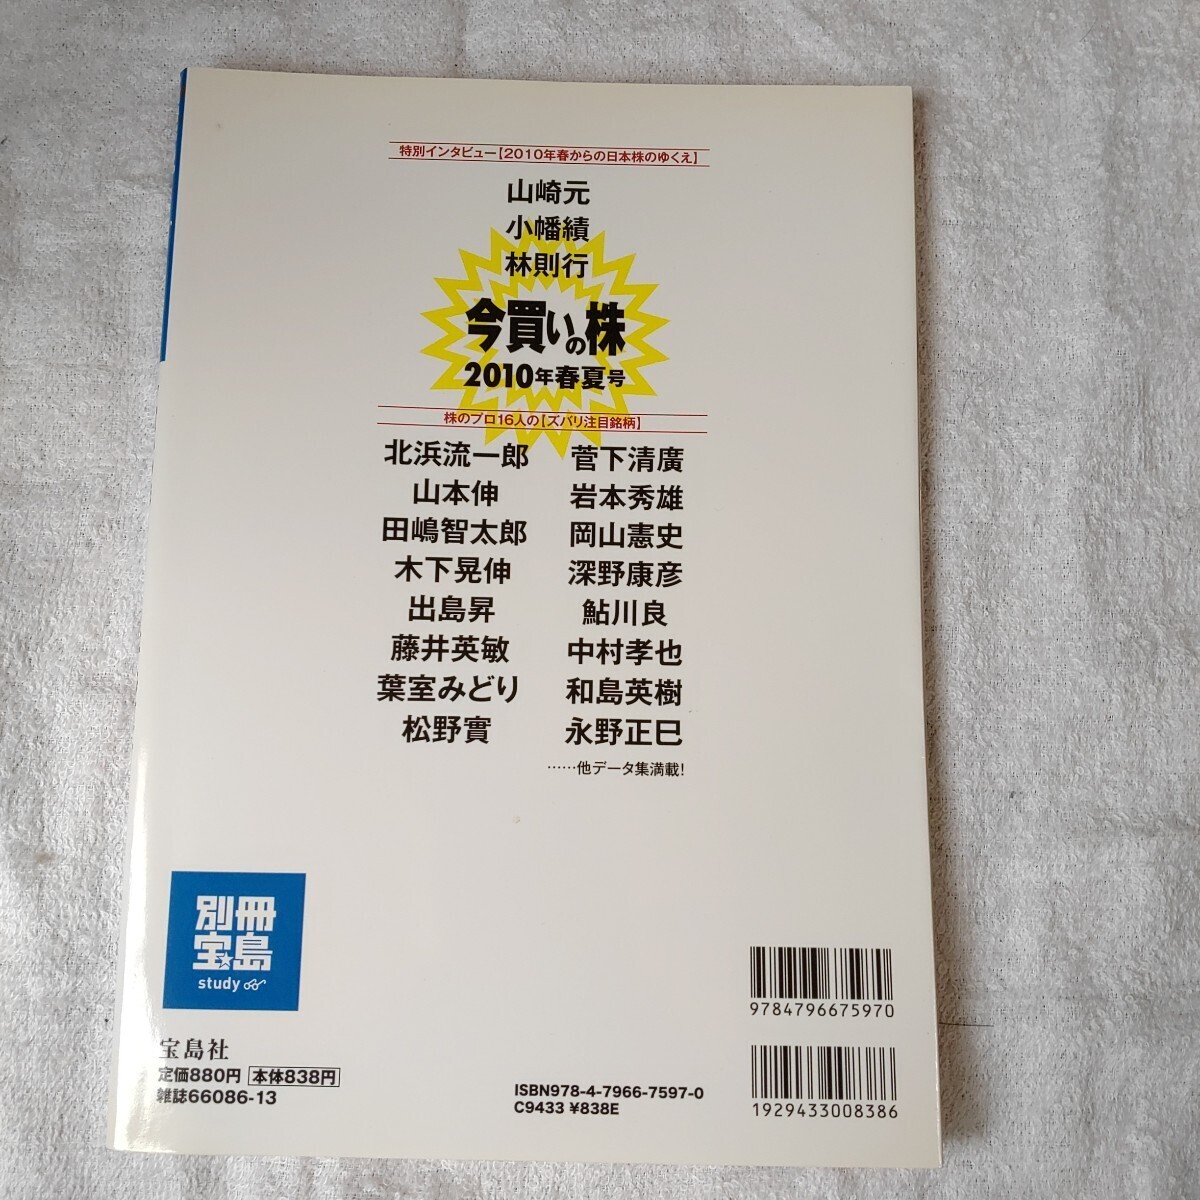 特別インタビュー【2010年春からの日本株のゆくえ】
山崎元
小幡績
林則行
今買いの株
2010年春夏号
株のプロ16人の【ズバリ注目銘柄】
北浜流一郎 菅下清廣
山本伸 岩本秀雄
田嶋智太郎 岡山憲史
木下晃伸 深野康彦
出島昇 鮎川良
藤井英敏 中村孝也
葉室みどり 和島英樹
松野實 永野正巳
……他データ集満載!
別冊
宝島
study
宝島社
定価880円 本体838円
雑誌66086-13
9784796675970
ISBN978-4-7966-7597-0
C9433 ¥838E
1929433008386